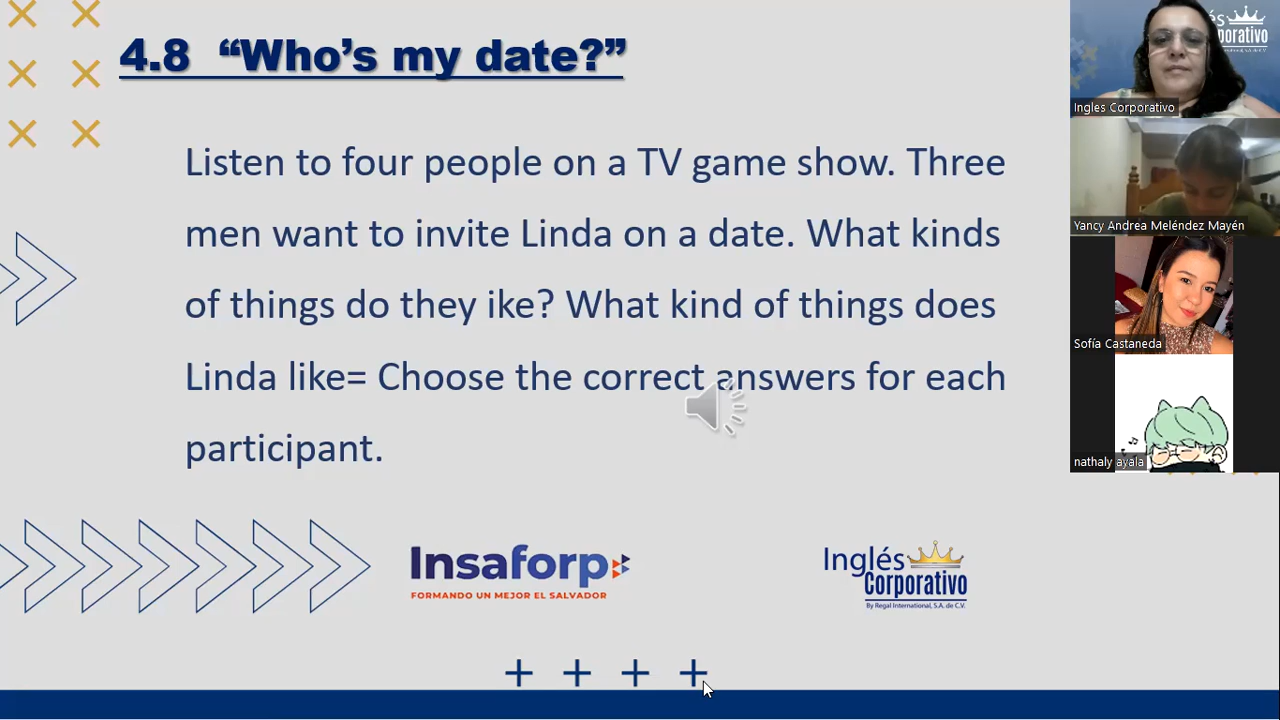 4.8 “Who’s my date?”
Listen to four people on a TV game show. Three
men want to invite Linda on a date. What kinds
of things do they ike? What kind of things does
Linda like= Choose the correct answers for each
participant.
Insaforp
FORMANDO UN MEJOR EL SALVADOR
Inglés
Corporativo
By Regal International, S.A. de C.V.
Ingles Corporativo
Yancy Andrea Meléndez Mayén
Sofía Castaneda
nathaly ayala